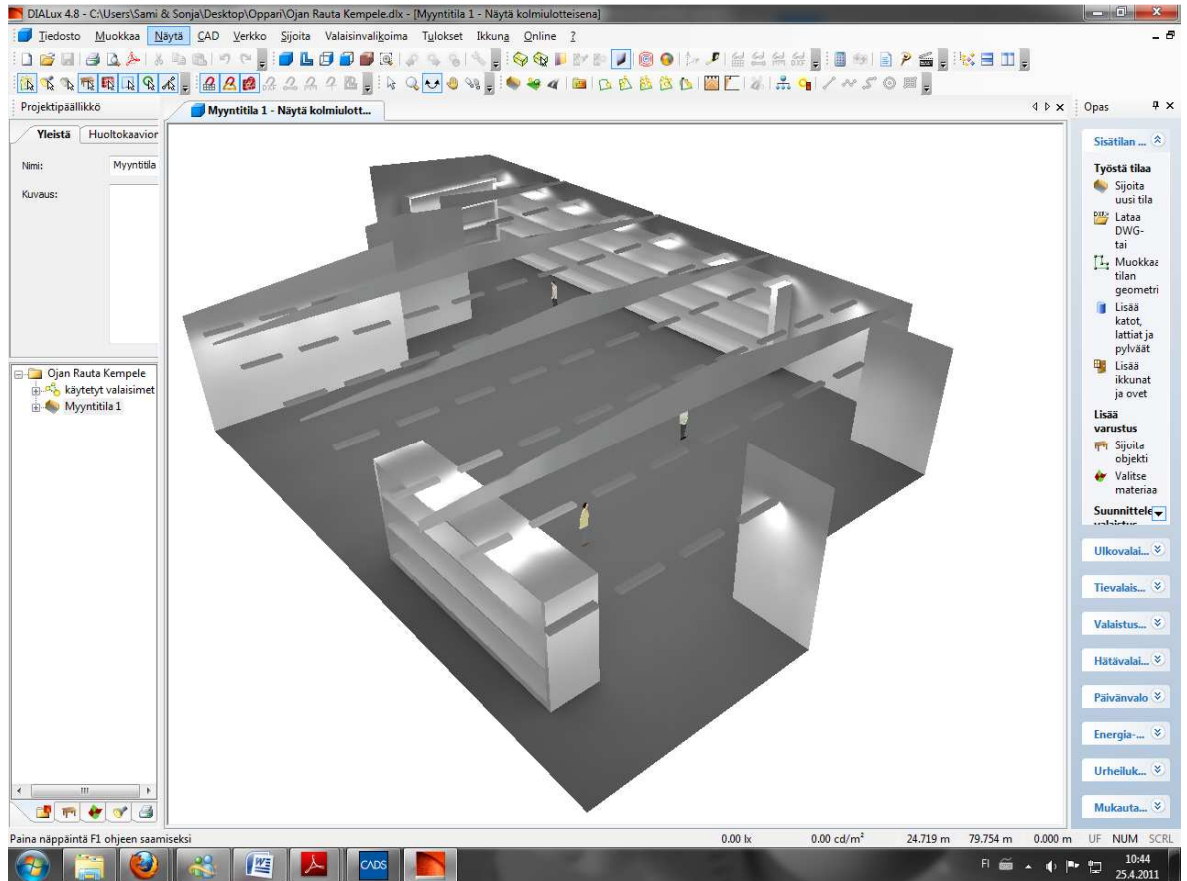 DIALux 4.8 - C:\Users\Sami & Sonja\Desktop\Oppari\Ojan Rauta Kempele.dlx - [Myyntitila 1 - Näytä kolmiulotteisena]
Tiedosto Muokkaa Näytä CAD Verkko Sijoita Valaisinvalikoima Tulokset Ikkuna Online ?
Projektipäällikkö
Yleistä Huoltokaavior
Nimi: Myyntitila
Kuvaus:
Ojan Rauta Kempele
käytetyt valaisimet
Myyntitila 1
Myyntitila 1 - Näytä kolmiulott...
Opas
Sisätilan ...
Työstä tilaa
Sijoita
uusi tila
Lataa
DWG-
tai
Muokkaa
tilan
geometri
Lisää
katot,
lattiat ja
pylväät
Lisää
ikkunat
ja ovet
Lisää
varustus
Sijoita
objekti
Valitse
materiaa
Suunnittele
valaistus
Ulkovalai...
Tievalais...
Valaistus...
Hätävalai...
Päivänvalo
Energia-...
Urheiluk...
Mukauta...
Paina näppäintä F1 ohjeen saamiseksi 0.00 lx 0.00 cd/m² 24.719 m 79.754 m 0.000 m UF NUM SCRL
CADS
FI
10:44
25.4.2011